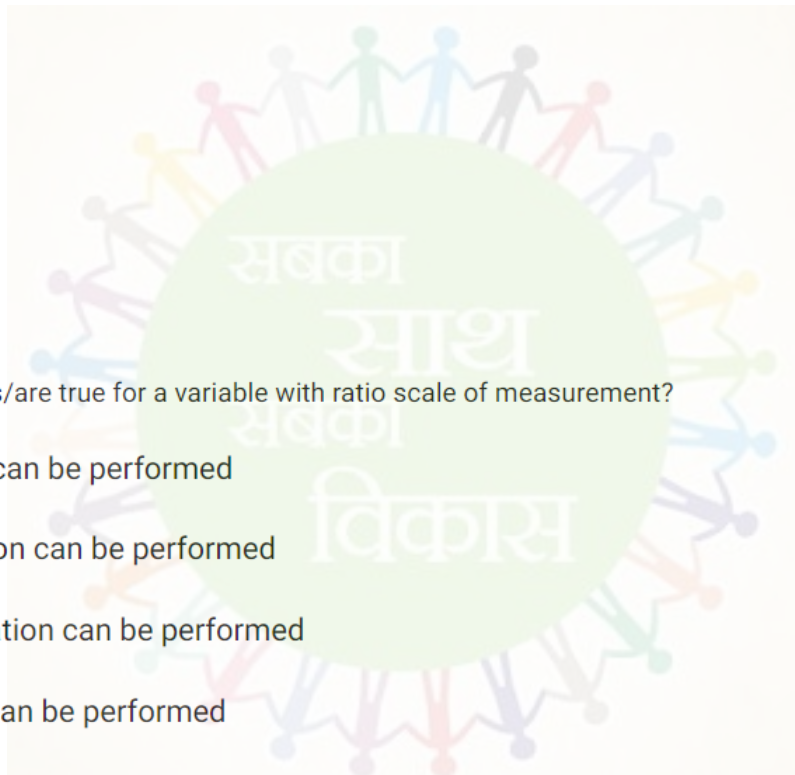 सबका
साथ
s/are true for a variable with ratio scale of measurement?
सबका
can be performed
विकास
on can be performed
tion can be performed
an be performed